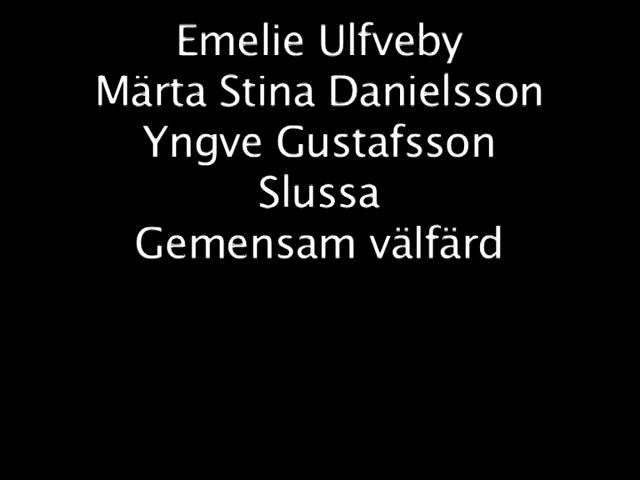 Emelie Ulfveby
Märta Stina Danielsson
Yngve Gustafsson
Slussa
Gemensam välfärd